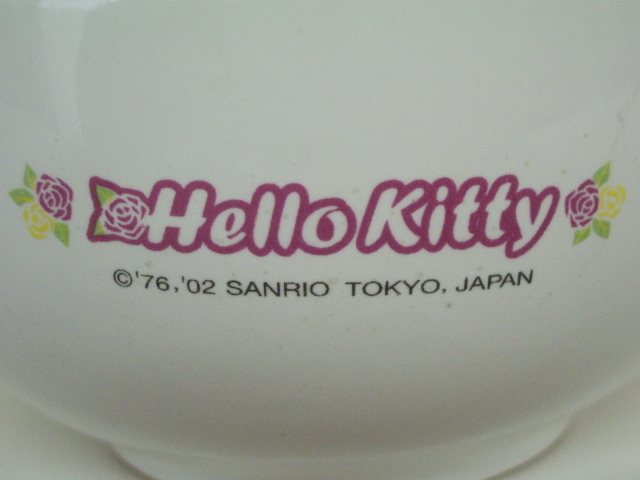 Hello Kitty
©'76,'02 SANRIO TOKYO, JAPAN